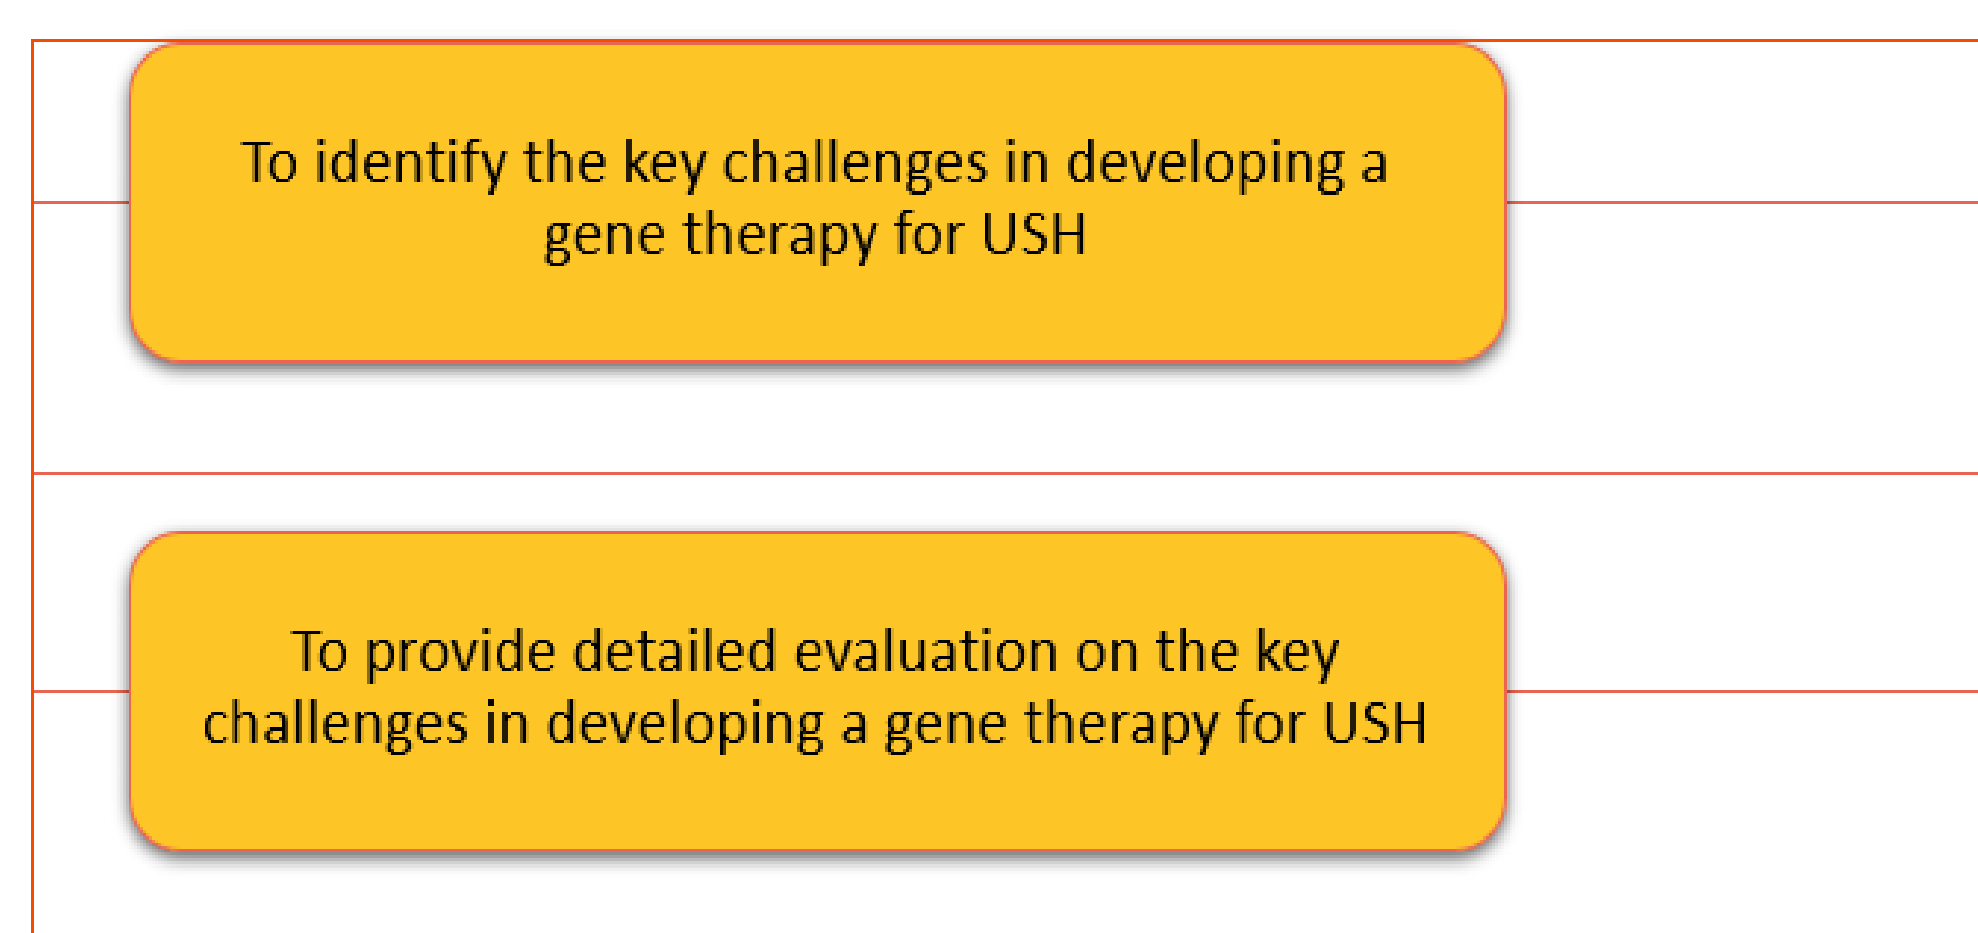 To identify the key challenges in developing a
gene therapy for USH
To provide detailed evaluation on the key
challenges in developing a gene therapy for USH